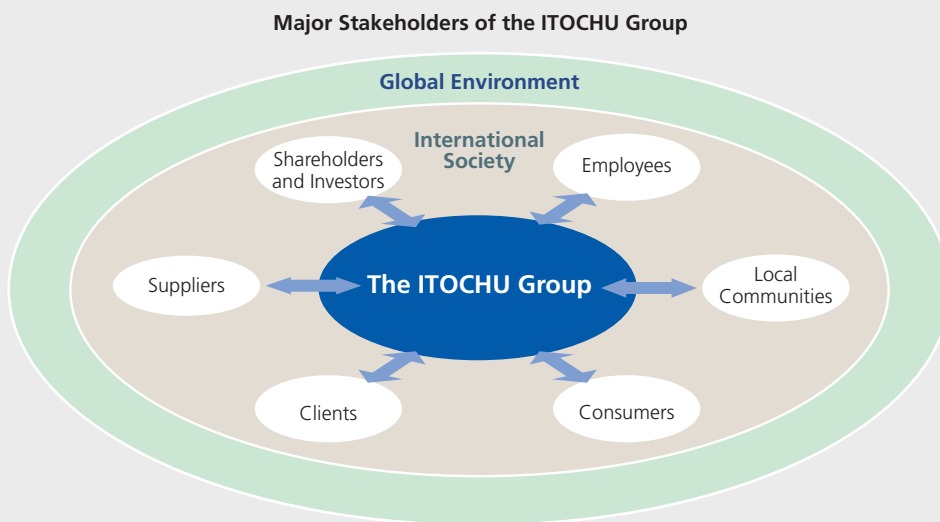 Major Stakeholders of the ITOCHU Group
Global Environment
International
Society
Shareholders
and Investors
Employees
Suppliers
The ITOCHU Group
Local
Communities
Clients
Consumers